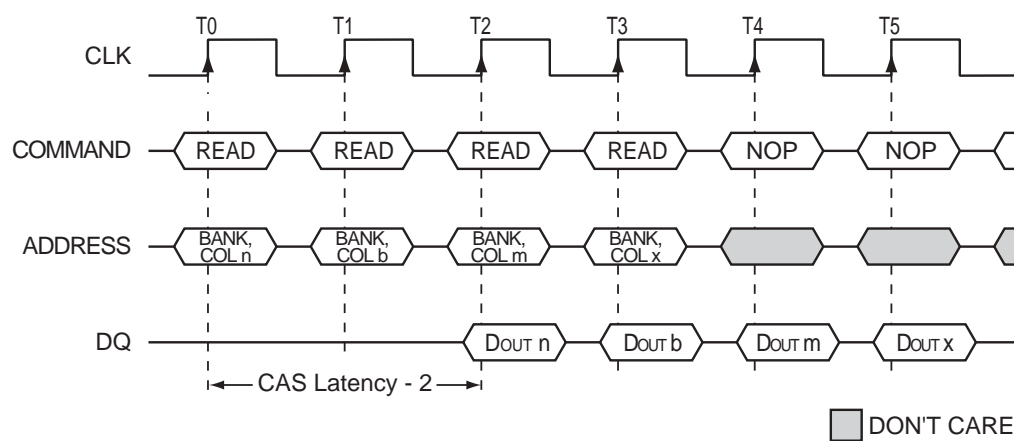 T0 T1 T2 T3 T4 T5
CLK
COMMAND READ READ READ READ NOP NOP
ADDRESS BANK, COL n BANK, COL b BANK, COL m BANK, COL x
DQ DOUT n DOUT b DOUT m DOUT x
CAS Latency - 2
DON'T CARE